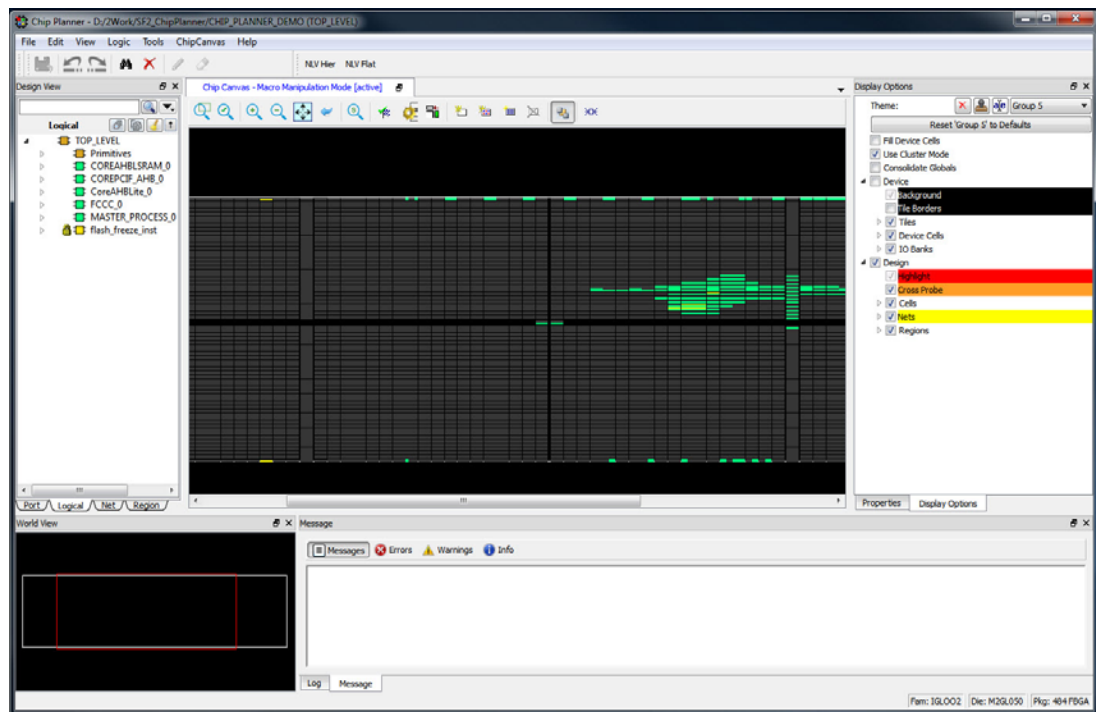 Chip Planner - D:/2Work/SF2_ChipPlanner/CHIP_PLANNER_DEMO (TOP_LEVEL)
File Edit View Logic Tools ChipCanvas Help
NLV Hier NLV Flat
Design View
Logical
TOP_LEVEL
Primitives
COREAHBLSRAM_0
COREPCIF_AHB_0
CoreAHBLite_0
FCCC_0
MASTER_PROCESS_0
flash_freeze_inst
Port Logical Net Region
Chip Canvas - Macro Manipulation Mode [active]
Display Options
Theme: Group 5
Reset 'Group 5' to Defaults
Fill Device Cells
Use Cluster Mode
Consolidate Globals
Device
Background
Tile Borders
Tiles
Device Cells
IO Banks
Design
Highlight
Cross Probe
Cells
Nets
Regions
Properties Display Options
World View
Message
Messages Errors Warnings Info
Log Message
Fam: IGLOO2 Die: M2GL050 Pkg: 484 FBGA